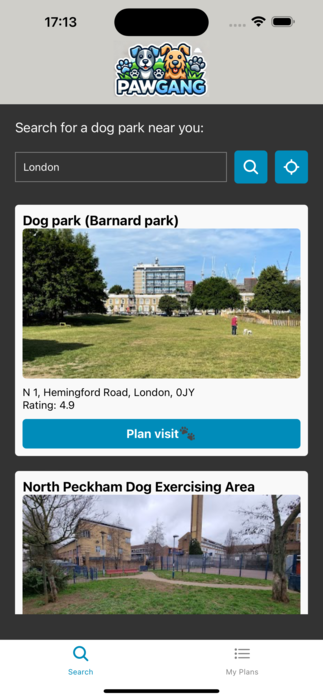 17:13
PAWGANG
Search for a dog park near you:
London
Dog park (Barnard park)
N 1, Hemingford Road, London, 0JY
Rating: 4.9
Plan visit🐾
North Peckham Dog Exercising Area
Search
My Plans